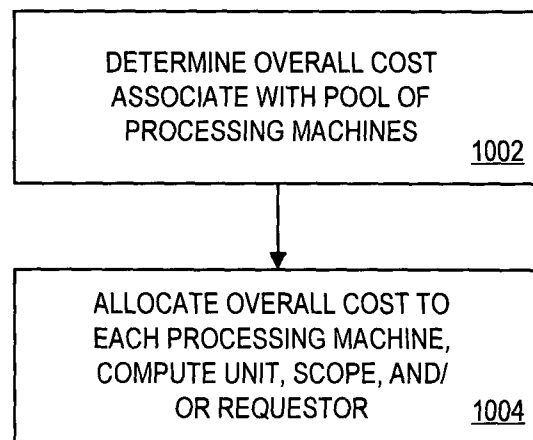 DETERMINE OVERALL COST
ASSOCIATE WITH POOL OF
PROCESSING MACHINES
1002
ALLOCATE OVERALL COST TO
EACH PROCESSING MACHINE,
COMPUTE UNIT, SCOPE, AND/
OR REQUESTOR
1004